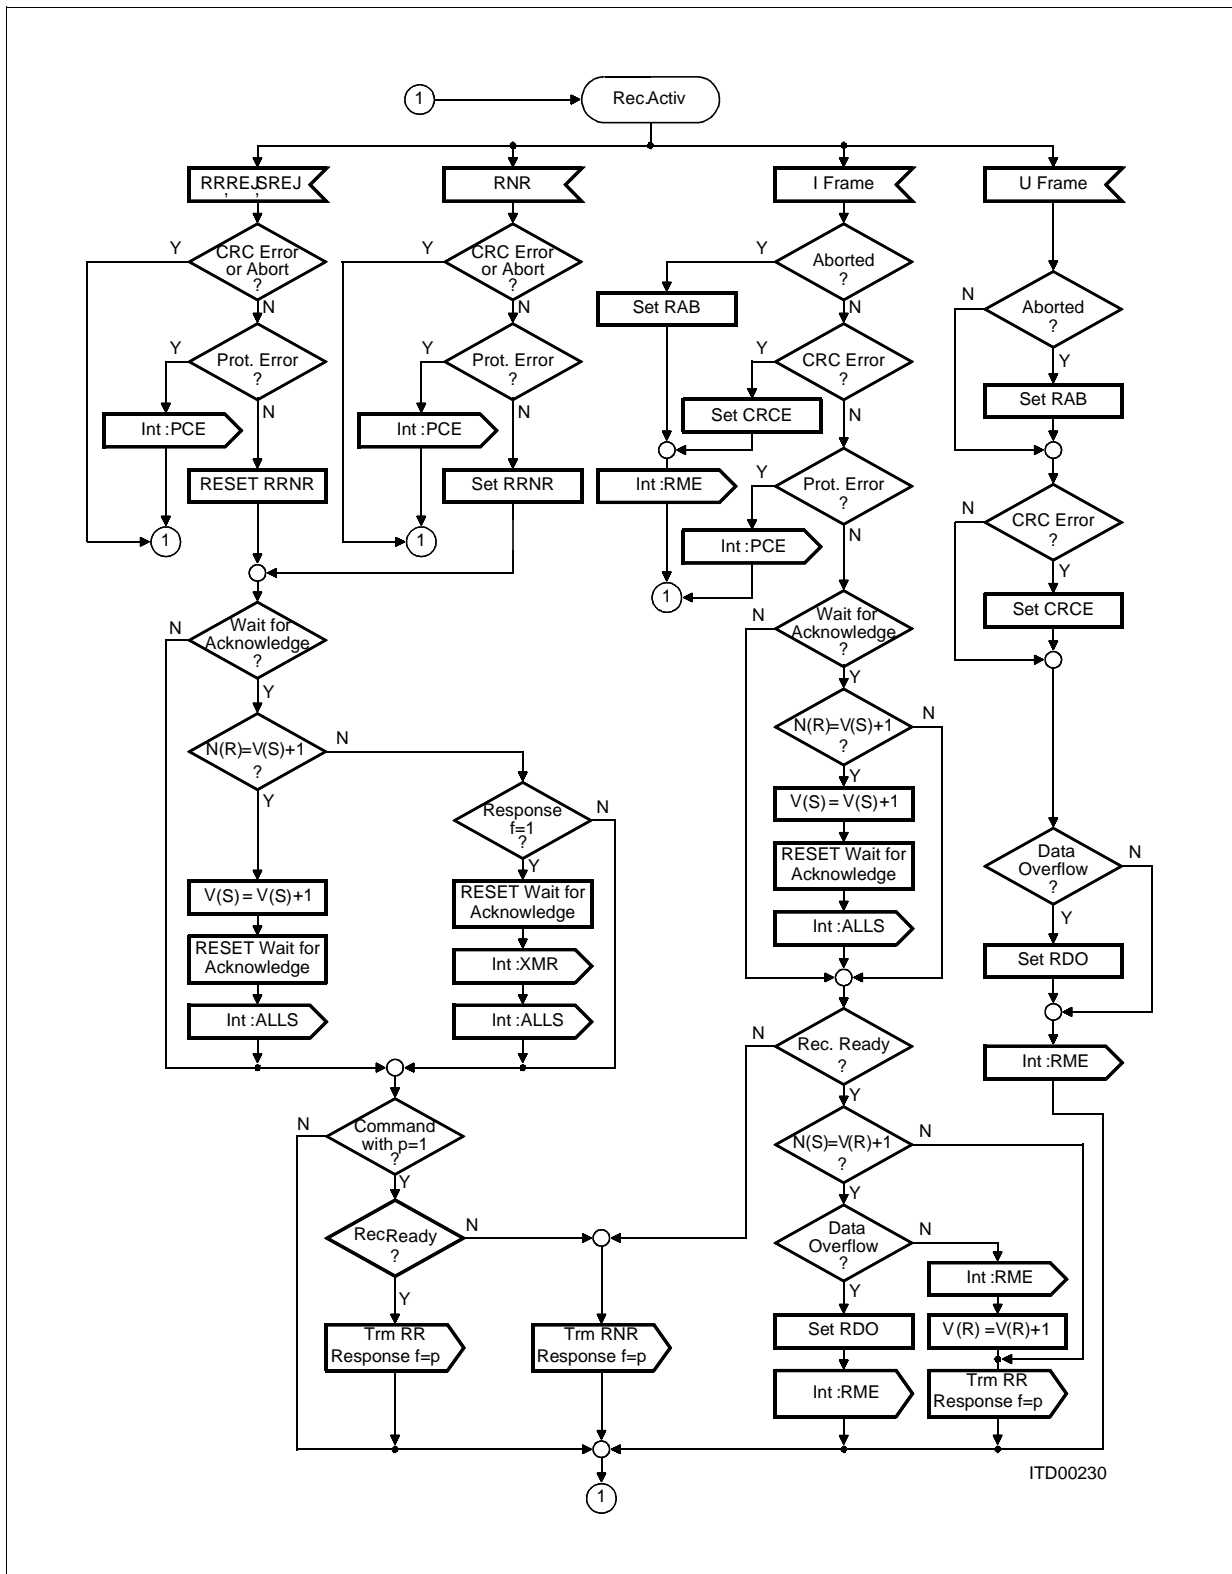 1
Rec.Activ
RR,REJ,SREJ
RNR
I Frame
U Frame
Y
CRC Error
or Abort
?
N
Y
CRC Error
or Abort
?
N
Y
Aborted
?
N
N
Aborted
?
Y
Set RAB
Y
Prot. Error
?
N
Y
Prot. Error
?
N
Y
CRC Error
?
N
Set RAB
Int :PCE
Int :PCE
Set CRCE
RESET RRNR
Set RRNR
Int :RME
Y
Prot. Error
?
N
N
CRC Error
?
Y
1
1
Int :PCE
1
Set CRCE
N
Wait for
Acknowledge
?
Y
N
Wait for
Acknowledge
?
Y
N(R)=V(S)+1
?
N
Y
N(R)=V(S)+1
?
N
Y
Response
f=1
?
N
Y
V(S) = V(S)+1
RESET Wait for
Acknowledge
Int :ALLS
Data
Overflow
?
N
Y
V(S) = V(S)+1
RESET Wait for
Acknowledge
Int :ALLS
RESET Wait for
Acknowledge
Int :XMR
Int :ALLS
Set RDO
Int :RME
N
Rec. Ready
?
Y
N
Command
with p=1
?
Y
N(S)=V(R)+1
?
N
Y
RecReady
?
N
Y
Data
Overflow
?
N
Y
Int :RME
V(R) =V(R)+1
Trm RR
Response f=p
Trm RNR
Response f=p
Set RDO
Int :RME
Trm RR
Response f=p
1
ITD00230